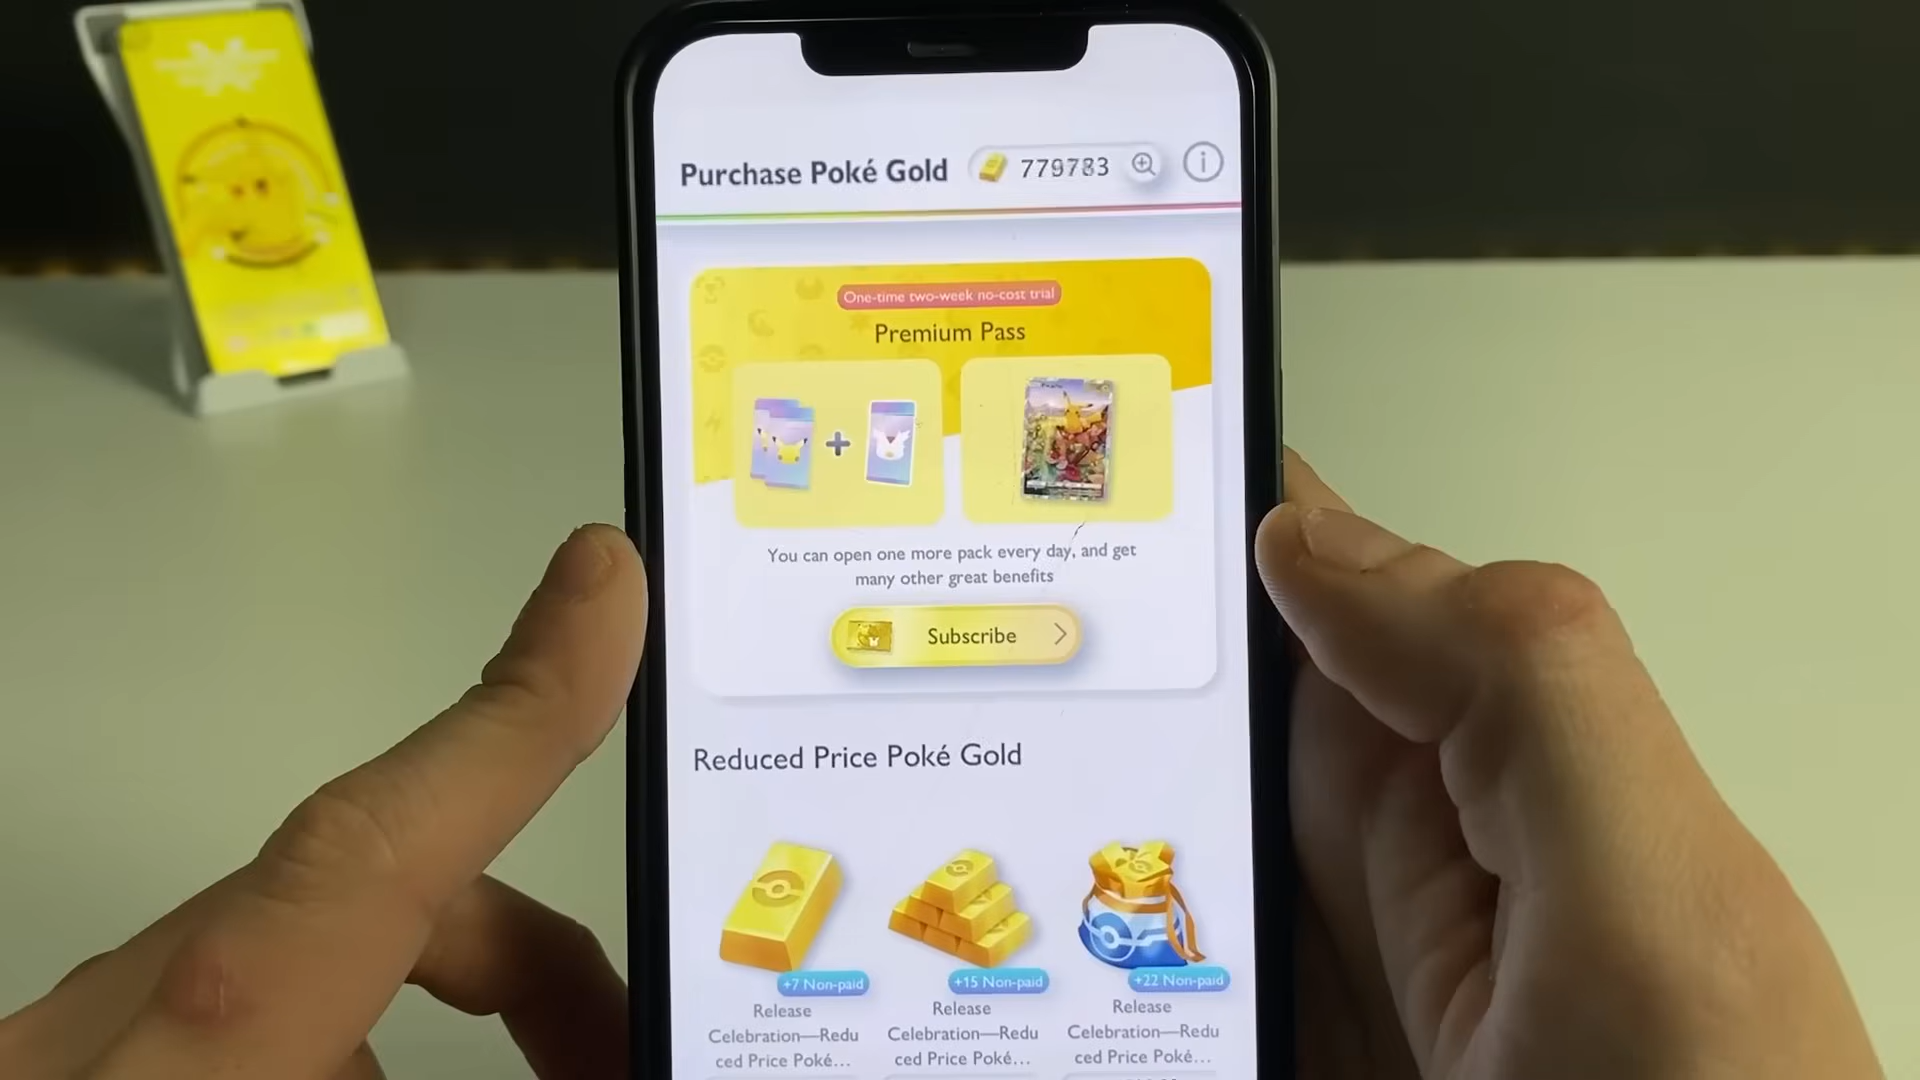 Purchase Poké Gold
779783
One-time two-week no-cost trial
Premium Pass
You can open one more pack every day, and get
many other great benefits
Subscribe
Reduced Price Poké Gold
+7 Non-paid
+15 Non-paid
+22 Non-paid
Release
Celebration—Redu
ced Price Poké...
Release
Celebration—Redu
ced Price Poké...
Release
Celebration—Redu
ced Price Poké...